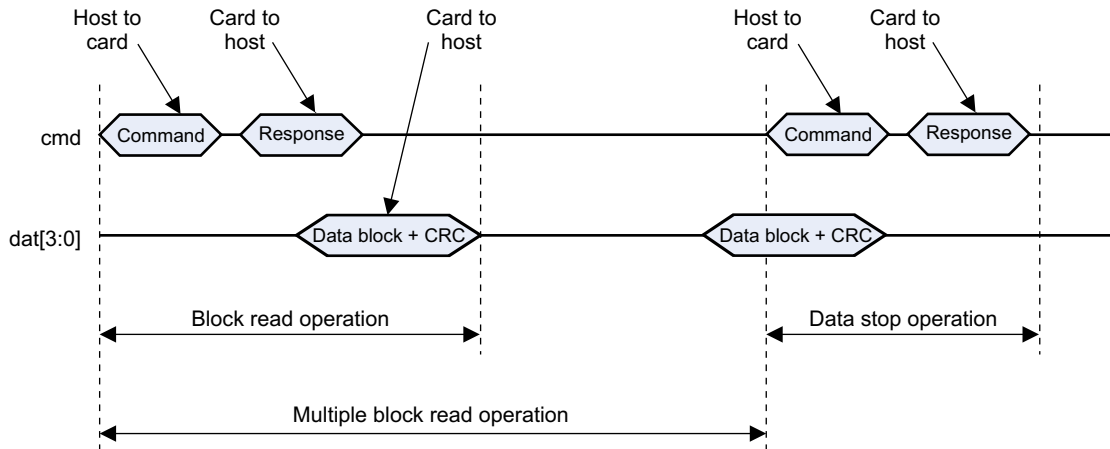 Host to
card
Card to
host
Card to
host
Host to
card
Card to
host
cmd
Command
Response
Command
Response
dat[3:0]
Data block + CRC
Data block + CRC
Block read operation
Data stop operation
Multiple block read operation